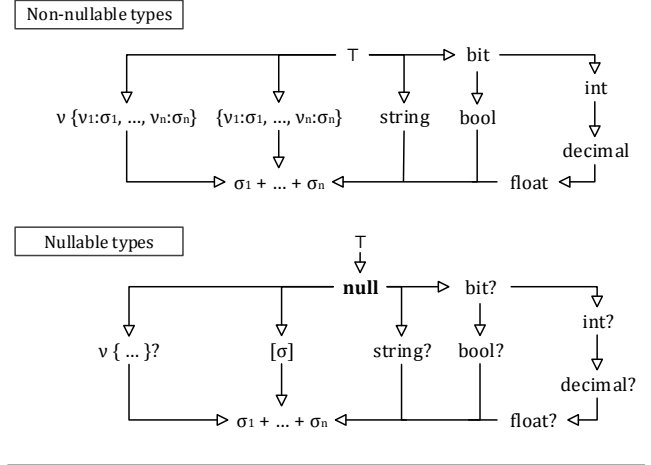 Non-nullable types
⊤ bit
int
ν {ν₁:σ₁, ..., νₙ:σₙ} {ν₁:σ₁, ..., νₙ:σₙ} string bool
decimal
σ₁ + ... + σₙ float
Nullable types
⊤
null bit?
int?
ν { ... }? [σ] string? bool?
decimal?
σ₁ + ... + σₙ float?